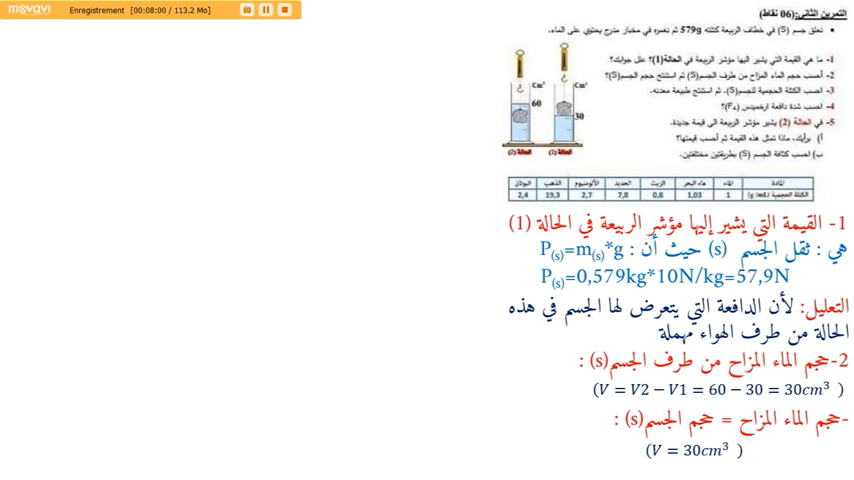 movavi
Enregistrement [00:08:00 / 113.2 Mo]
التمرين الثاني:(06 نقاط)
• نعلق جسم (S) في خطاف الربيعة كتلته 579g ثم نغمره في مخبار مدرج يحتوي على الماء.
1- ما هي القيمة التي يشير اليها مؤشر الربيعة في الحالة(1)؟ علل جوابك؟
2- أحسب حجم الماء المزاح من طرف الجسم(S) ثم استنتج حجم الجسم(S)؟
3- احسب الكتلة الحجمية للجسم(S)، ثم استنتج طبيعة معدنه.
4- احسب شدة دافعة ارخميدس (FA)؟
5- في الحالة (2) يشير مؤشر الربيعة الى قيمة جديدة.
أ) برأيك، ماذا تمثل هذه القيمة ثم أحسب قيمتها؟
ب) احسب كثافة الجسم (S) بطريقتين مختلفتين.
Cm³ Cm³
60
30
الحالة (2) الحالة (1)
المادة الماء ماء البحر الزيت الحديد الألومنيوم الذهب
الكتلة الحجمية (g /mL) 1 1,03 0,8 7,8 2,7 19,3 2,4
1- القيمة التي يشير إليها مؤشر الربيعة في الحالة (1)
هي : ثقل الجسم (s) حيث أن : P(s)=m(s)*g
P(s)=0,579kg*10N/kg=57,9N
التعليل: لأن الدافعة التي يتعرض لها الجسم في هذه
الحالة من طرف الهواء مهملة
2-حجم الماء المزاح من طرف الجسم(s) :
(V = V2 − V1 = 60 − 30 = 30cm³ )
-حجم الماء المزاح = حجم الجسم(s) :
(V = 30cm³ )